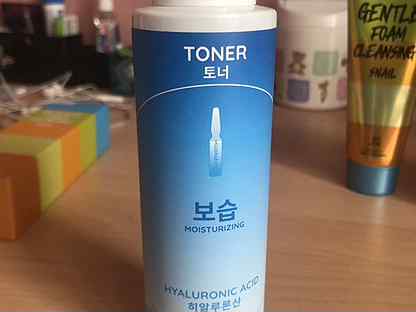 TONER
토너
보습
MOISTURIZING
HYALURONIC ACID
히알루론산
GENTLE
FOAM
CLEANSING
SNAIL